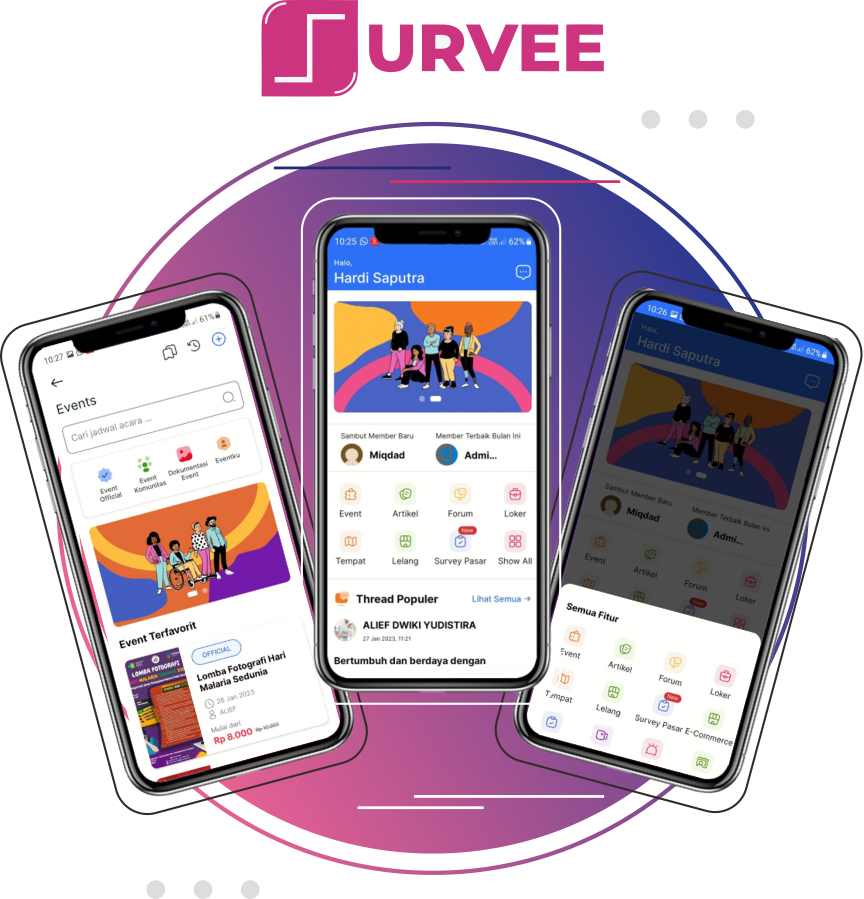 SURVEE
10:27
61%
Events
Cari jadwal acara ...
Event
Official
Event
Komunitas
Dokumentasi
Event
Eventku
Event Terfavorit
LOMBA FOTOGRAFI
OFFICIAL
Lomba Fotografi Hari
Malaria Sedunia
28 Jan 2023
ALIEF
Mulai dari
Rp 8.000 Rp 10.000
10:25
62%
Halo,
Hardi Saputra
Sambut Member Baru
Miqdad
Member Terbaik Bulan Ini
Admi...
Event
Artikel
Forum
Loker
New
Tempat
Lelang
Survey Pasar
Show All
Thread Populer
Lihat Semua →
ALIEF DWIKI YUDISTIRA
27 Jan 2023, 11:21
Bertumbuh dan berdaya dengan
10:26
62%
Halo,
Hardi Saputra
Sambut Member Baru
Miqdad
Member Terbaik Bulan Ini
Admi...
Event
Artikel
Forum
Loker
New
Semua Fitur
Event
Artikel
Forum
Loker
New
Tempat
Lelang
Survey Pasar
E-Commerce